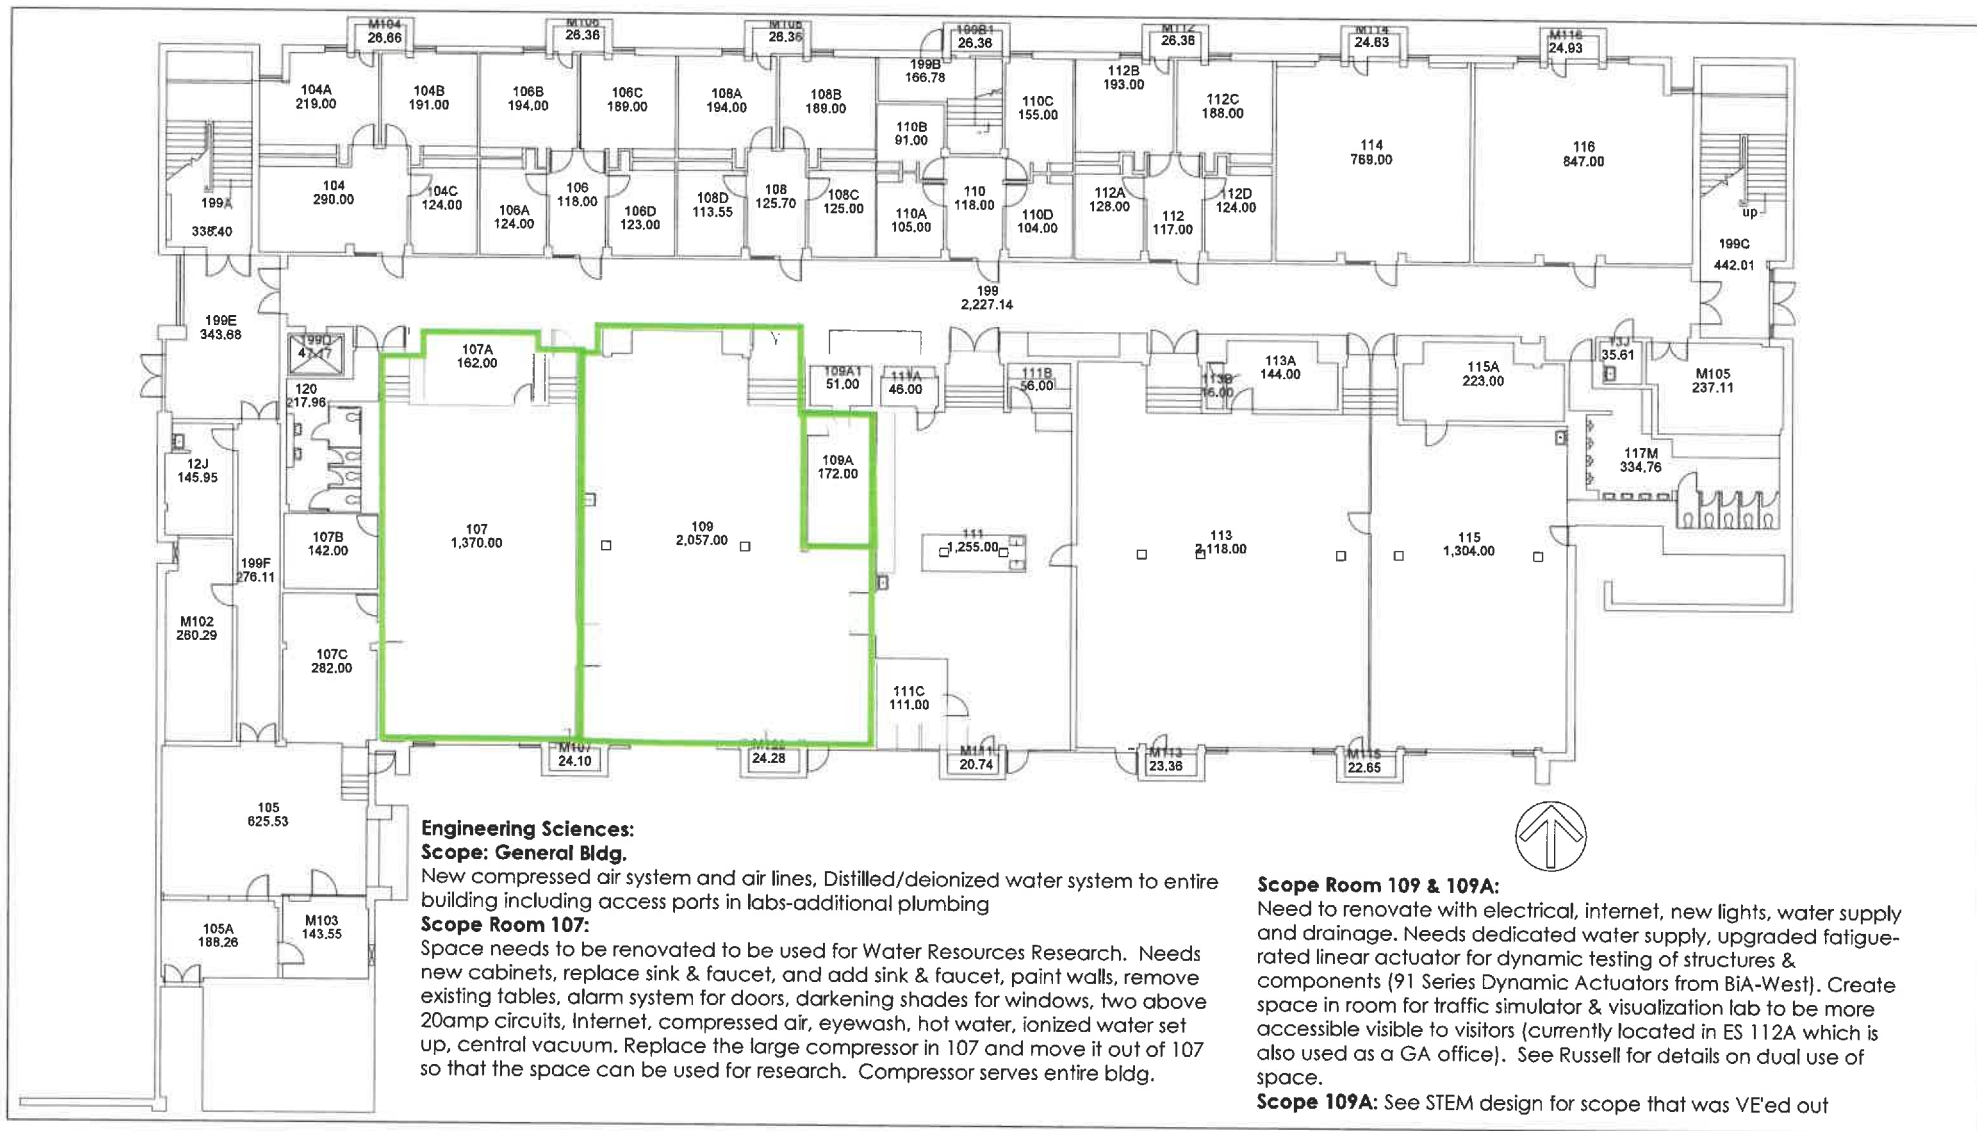 M104
26.66
M106
26.36
M108
26.36
199B1
26.36
M112
26.36
M114
24.63
M116
24.93
104A
219.00
104B
191.00
106B
194.00
106C
189.00
108A
194.00
108B
189.00
199B
166.78
110B
91.00
110C
155.00
112B
193.00
112C
188.00
114
769.00
116
847.00
199A
338.40
104
290.00
104C
124.00
106A
124.00
106
118.00
106D
123.00
108D
113.55
108
125.70
108C
125.00
110A
105.00
110
118.00
110D
104.00
112A
128.00
112
117.00
112D
124.00
up
199C
442.01
199
2,227.14
199E
343.68
199D
47.17
107A
162.00
109A1
51.00
111A
46.00
111B
56.00
113B
16.00
113A
144.00
115A
223.00
13J
35.61
M105
237.11
120
217.96
12J
145.95
109A
172.00
117M
334.76
107B
142.00
199F
276.11
107
1,370.00
109
2,057.00
111
1,255.00
113
2,118.00
115
1,304.00
M102
260.29
107C
282.00
111C
111.00
M107
24.10
24.28
M111
20.74
M113
23.36
M115
22.65
105
625.53
105A
188.26
M103
143.55
Engineering Sciences:
Scope: General Bldg.
New compressed air system and air lines, Distilled/deionized water system to entire
building including access ports in labs-additional plumbing
Scope Room 107:
Space needs to be renovated to be used for Water Resources Research. Needs
new cabinets, replace sink & faucet, and add sink & faucet, paint walls, remove
existing tables, alarm system for doors, darkening shades for windows, two above
20amp circuits, Internet, compressed air, eyewash, hot water, ionized water set
up, central vacuum. Replace the large compressor in 107 and move it out of 107
so that the space can be used for research. Compressor serves entire bldg.
Scope Room 109 & 109A:
Need to renovate with electrical, internet, new lights, water supply
and drainage. Needs dedicated water supply, upgraded fatigue-
rated linear actuator for dynamic testing of structures &
components (91 Series Dynamic Actuators from BiA-West). Create
space in room for traffic simulator & visualization lab to be more
accessible visible to visitors (currently located in ES 112A which is
also used as a GA office). See Russell for details on dual use of
space.
Scope 109A: See STEM design for scope that was VE'ed out